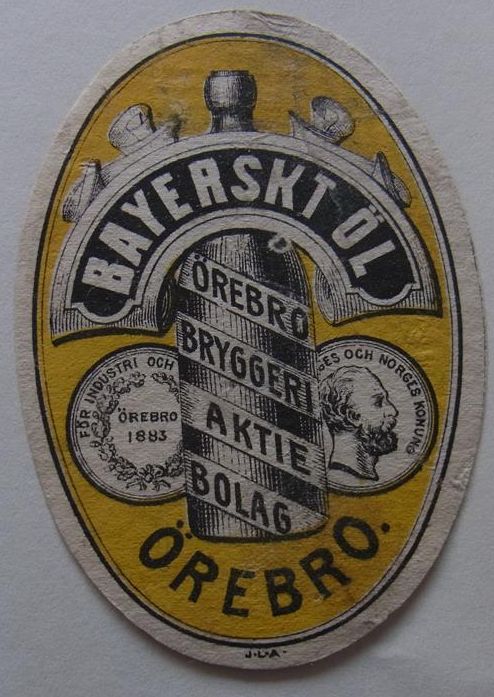 BAYERSKT ÖL
ÖREBRO
BRYGGERI
AKTIE
BOLAG
FÖR INDUSTRI OCH
ÖREBRO
1883
OCH NORGES KONUNG
ÖREBRO.
J.L.A.